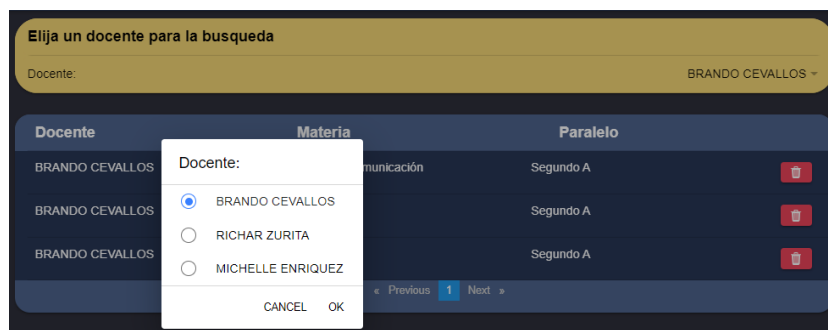 Elija un docente para la busqueda
Docente:
BRANDO CEVALLOS
Docente Materia Paralelo
BRANDO CEVALLOS municación Segundo A
BRANDO CEVALLOS Segundo A
BRANDO CEVALLOS Segundo A
Docente:
BRANDO CEVALLOS
RICHAR ZURITA
MICHELLE ENRIQUEZ
CANCEL OK
« Previous 1 Next »